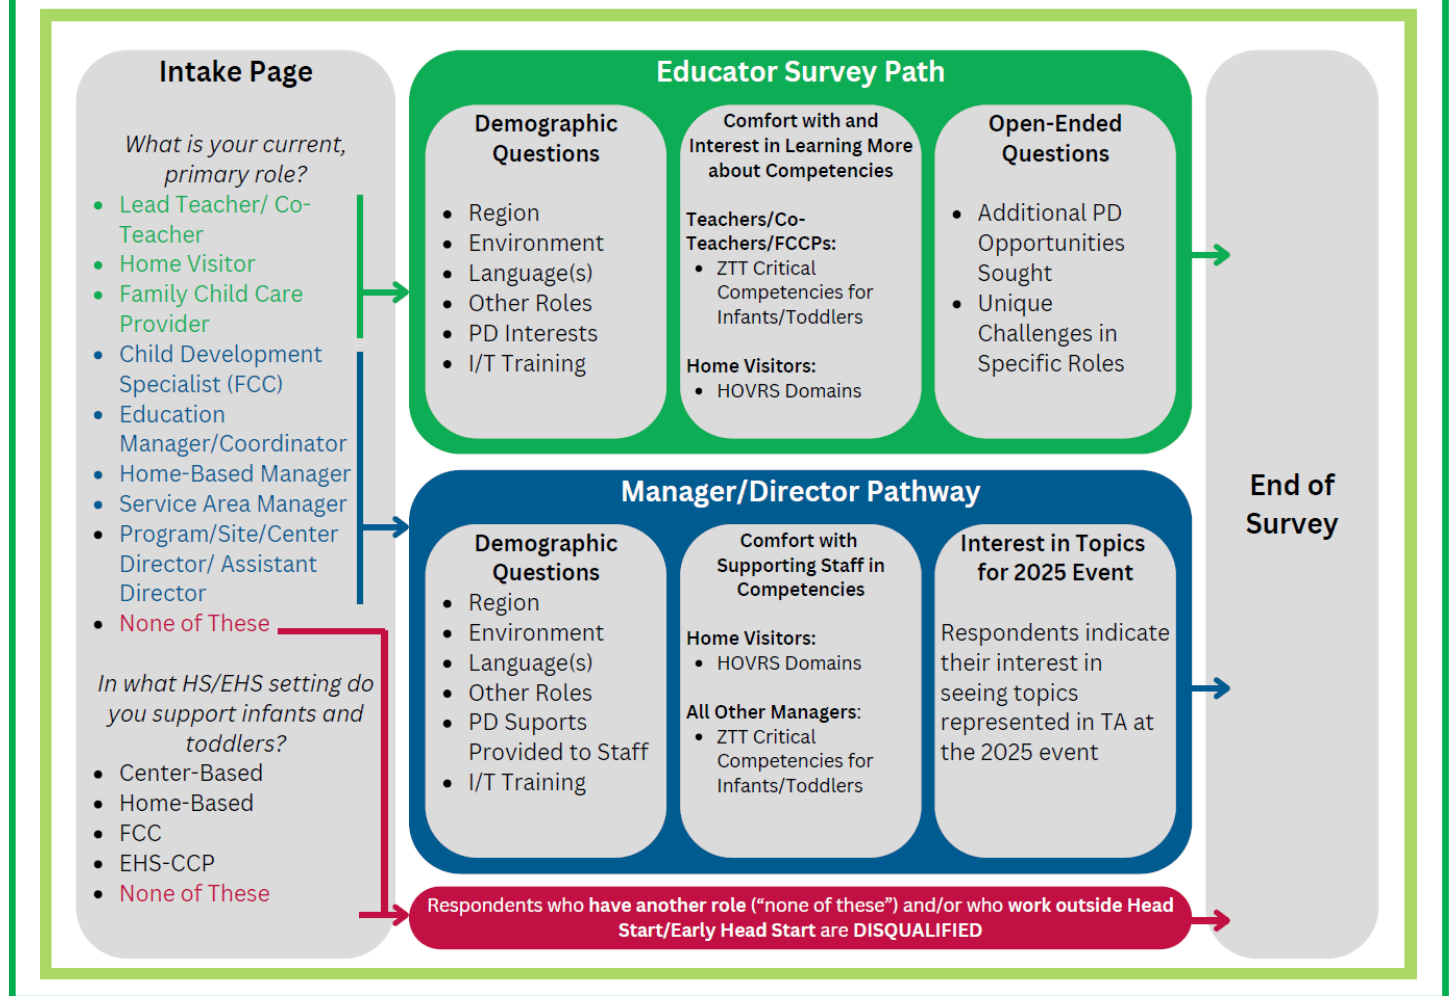 Intake Page
What is your current,
primary role?
• Lead Teacher/ Co-
Teacher
• Home Visitor
• Family Child Care
Provider
• Child Development
Specialist (FCC)
• Education
Manager/Coordinator
• Home-Based Manager
• Service Area Manager
• Program/Site/Center
Director/ Assistant
Director
• None of These
In what HS/EHS setting do
you support infants and
toddlers?
• Center-Based
• Home-Based
• FCC
• EHS-CCP
• None of These
Educator Survey Path
Demographic
Questions
• Region
• Environment
• Language(s)
• Other Roles
• PD Interests
• I/T Training
Comfort with and
Interest in Learning More
about Competencies
Teachers/Co-
Teachers/FCCPs:
• ZTT Critical
Competencies for
Infants/Toddlers
Home Visitors:
• HOVRS Domains
Open-Ended
Questions
• Additional PD
Opportunities
Sought
• Unique
Challenges in
Specific Roles
Manager/Director Pathway
Demographic
Questions
• Region
• Environment
• Language(s)
• Other Roles
• PD Suports
Provided to Staff
• I/T Training
Comfort with
Supporting Staff in
Competencies
Home Visitors:
• HOVRS Domains
All Other Managers:
• ZTT Critical
Competencies for
Infants/Toddlers
Interest in Topics
for 2025 Event
Respondents indicate
their interest in
seeing topics
represented in TA at
the 2025 event
Respondents who have another role (“none of these”) and/or who work outside Head
Start/Early Head Start are DISQUALIFIED
End of
Survey